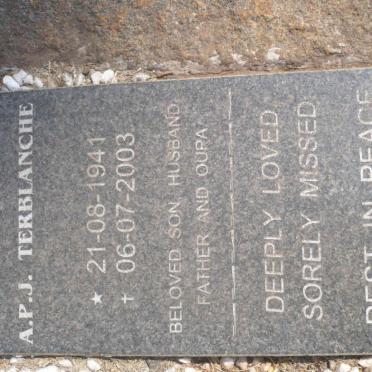 A.P.J. TERBLANCHE
★ 21-08-1941
† 06-07-2003
BELOVED SON, HUSBAND
FATHER AND OUPA.
DEEPLY LOVED
SORELY MISSED
REST IN PEACE